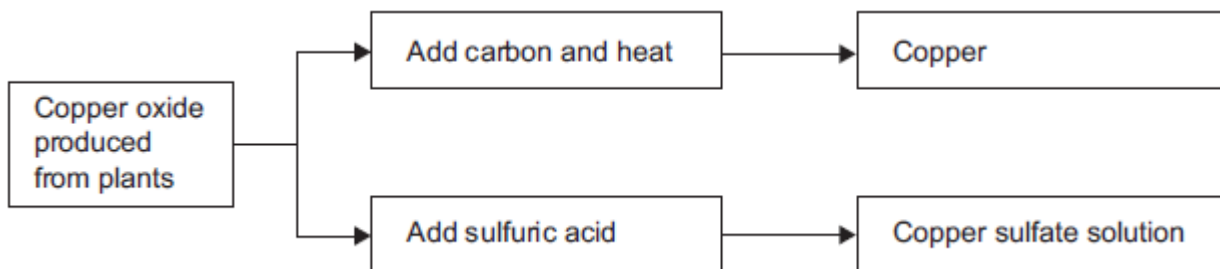 Copper oxide
produced
from plants
Add carbon and heat
Copper
Add sulfuric acid
Copper sulfate solution